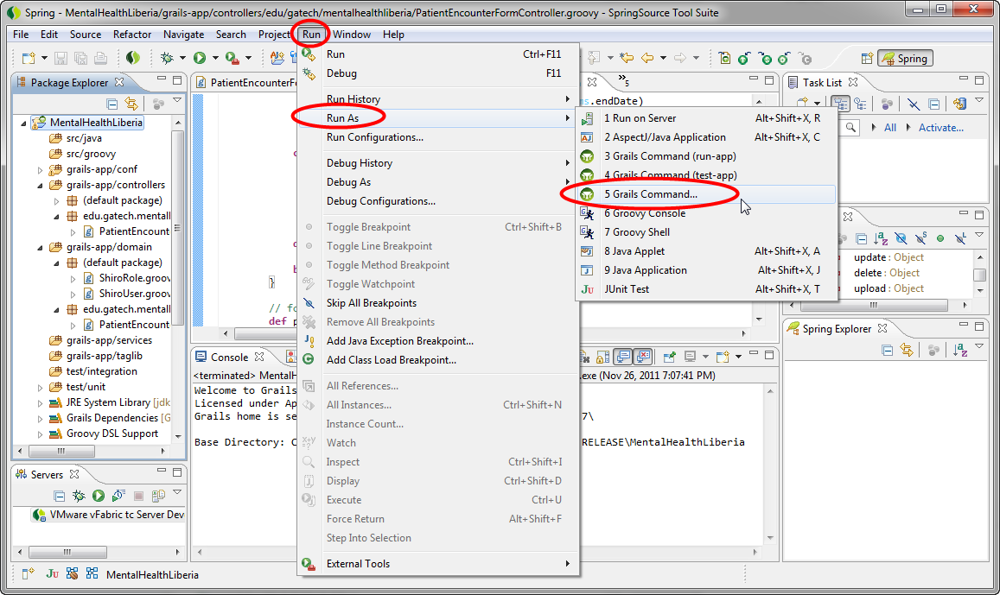 Spring - MentalHealthLiberia/grails-app/controllers/edu/gatech/mentalhealthliberia/PatientEncounterFormController.groovy - SpringSource Tool Suite
File Edit Source Refactor Navigate Search Project Run Window Help
Spring
Package Explorer
MentalHealthLiberia
src/java
src/groovy
grails-app/conf
grails-app/controllers
(default package)
edu.gatech.mentall
PatientEncount
grails-app/domain
(default package)
ShiroRole.groov
ShiroUser.groov
edu.gatech.mentall
PatientEncount
grails-app/services
grails-app/taglib
test/integration
test/unit
JRE System Library [jdk
Grails Dependencies [G
Groovy DSL Support
Servers
VMware vFabric tc Server Dev
Ju MentalHealthLiberia
PatientEncounterFo
5
s.endDate)
}
// fo
def p
Run Ctrl+F11
Debug F11
Run History
Run As
Run Configurations...
Debug History
Debug As
Debug Configurations...
Toggle Breakpoint Ctrl+Shift+B
Toggle Line Breakpoint
Toggle Method Breakpoint
Toggle Watchpoint
Skip All Breakpoints
Remove All Breakpoints
Add Java Exception Breakpoint...
Add Class Load Breakpoint...
All References...
All Instances... Ctrl+Shift+N
Instance Count...
Watch
Inspect Ctrl+Shift+I
Display Ctrl+Shift+D
Execute Ctrl+U
Force Return Alt+Shift+F
Step Into Selection
External Tools
1 Run on Server Alt+Shift+X, R
2 AspectJ/Java Application Alt+Shift+X, C
3 Grails Command (run-app)
4 Grails Command (test-app)
5 Grails Command...
6 Groovy Console
7 Groovy Shell
8 Java Applet Alt+Shift+X, A
9 Java Application Alt+Shift+X, J
Ju JUnit Test Alt+Shift+X, T
Console
<terminated> MentalH .exe (Nov 26, 2011 7:07:41 PM)
Welcome to Grails
Licensed under Ap
Grails home is se 7\
Base Directory: C RELEASE\MentalHealthLiberia
Task List
All Activate...
update : Object
delete : Object
upload : Object
Spring Explorer